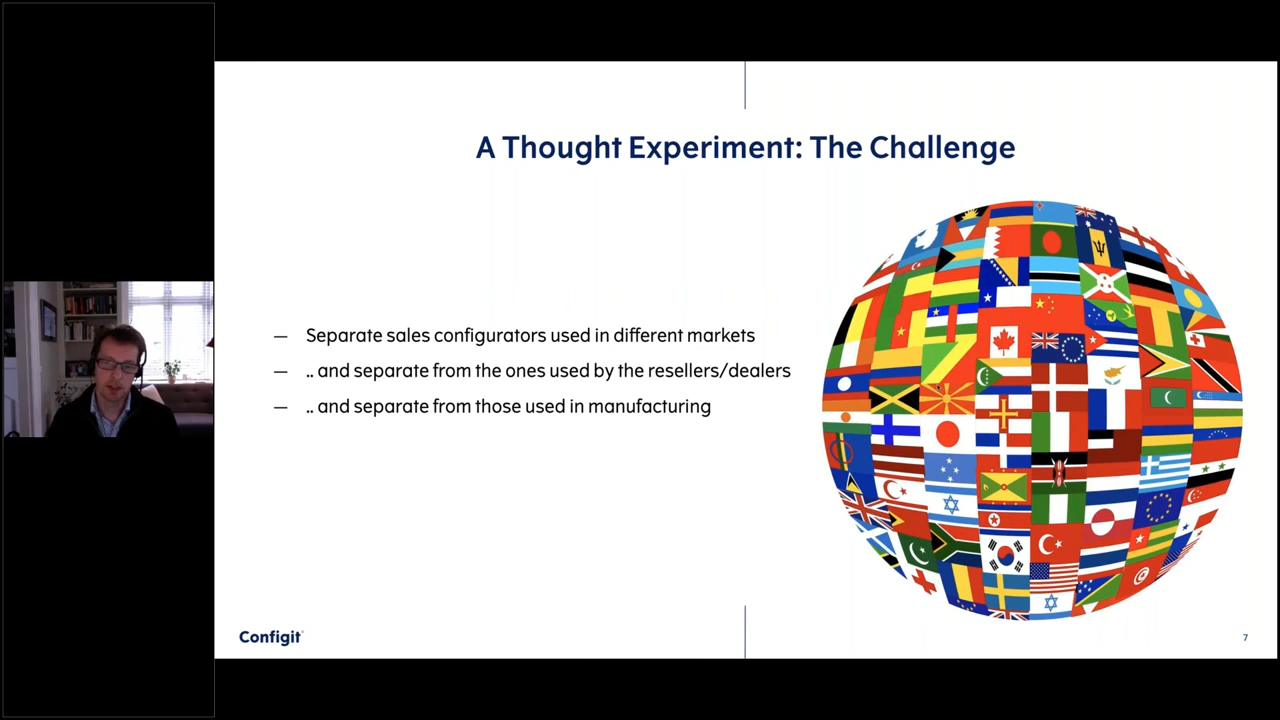 A Thought Experiment: The Challenge
— Separate sales configurators used in different markets
— .. and separate from the ones used by the resellers/dealers
— .. and separate from those used in manufacturing
Configit
7